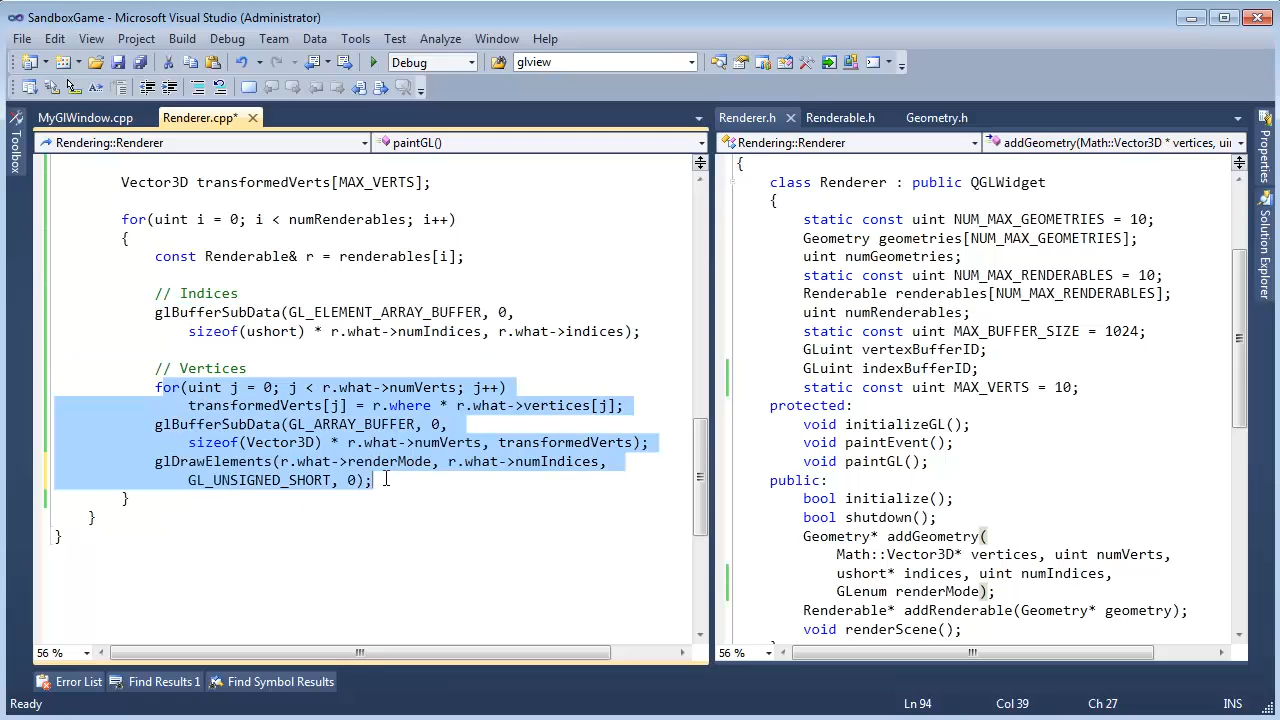 SandboxGame - Microsoft Visual Studio (Administrator)
File Edit View Project Build Debug Team Data Tools Test Analyze Window Help
Debug glview
MyGlWindow.cpp Renderer.cpp* Renderer.h Renderable.h Geometry.h
Rendering::Renderer paintGL() Rendering::Renderer addGeometry(Math::Vector3D * vertices, uii
Toolbox
Vector3D transformedVerts[MAX_VERTS];
for(uint i = 0; i < numRenderables; i++)
{
const Renderable& r = renderables[i];
// Indices
glBufferSubData(GL_ELEMENT_ARRAY_BUFFER, 0,
sizeof(ushort) * r.what->numIndices, r.what->indices);
// Vertices
for(uint j = 0; j < r.what->numVerts; j++)
transformedVerts[j] = r.where * r.what->vertices[j];
glBufferSubData(GL_ARRAY_BUFFER, 0,
sizeof(Vector3D) * r.what->numVerts, transformedVerts);
glDrawElements(r.what->renderMode, r.what->numIndices,
GL_UNSIGNED_SHORT, 0);
}
}
}
56 %
{
class Renderer : public QGLWidget
{
static const uint NUM_MAX_GEOMETRIES = 10;
Geometry geometries[NUM_MAX_GEOMETRIES];
uint numGeometries;
static const uint NUM_MAX_RENDERABLES = 10;
Renderable renderables[NUM_MAX_RENDERABLES];
uint numRenderables;
static const uint MAX_BUFFER_SIZE = 1024;
GLuint vertexBufferID;
GLuint indexBufferID;
static const uint MAX_VERTS = 10;
protected:
void initializeGL();
void paintEvent();
void paintGL();
public:
bool initialize();
bool shutdown();
Geometry* addGeometry(
Math::Vector3D* vertices, uint numVerts,
ushort* indices, uint numIndices,
GLenum renderMode);
Renderable* addRenderable(Geometry* geometry);
void renderScene();
56 %
Properties
Solution Explorer
Error List Find Results 1 Find Symbol Results
Ready Ln 94 Col 39 Ch 27 INS